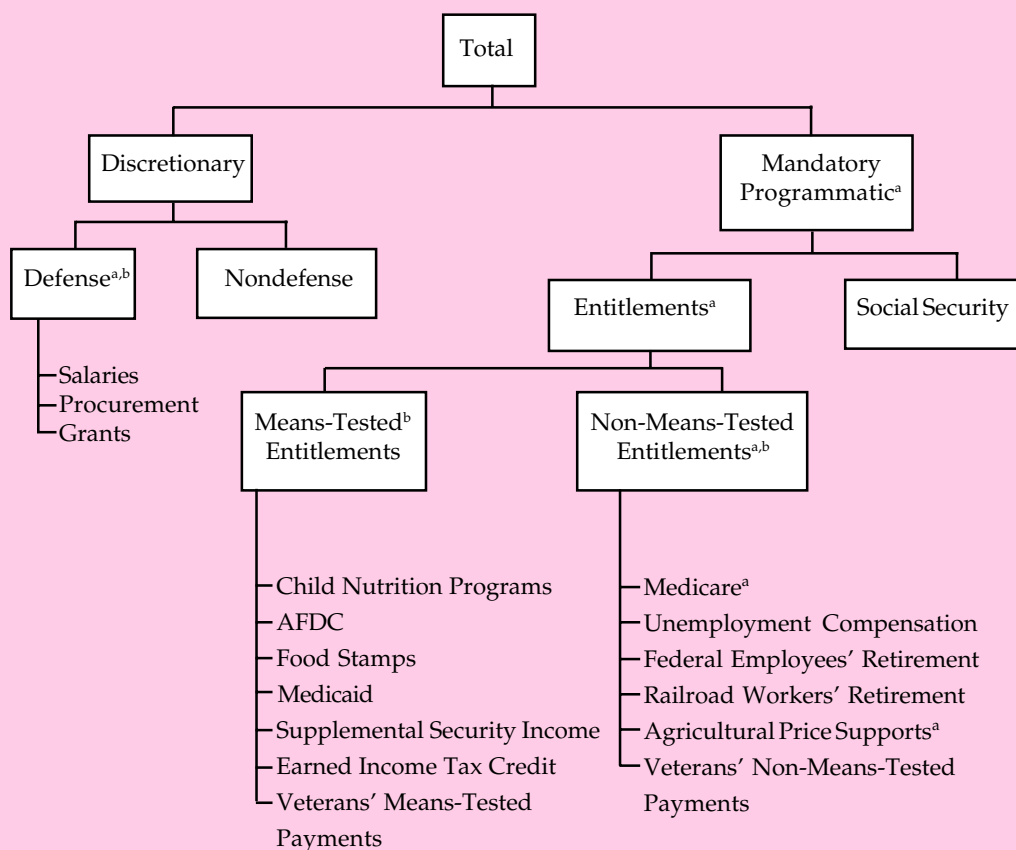 Total
Discretionary
Mandatory
Programmaticᵃ
Defenseᵃ,ᵇ
Nondefense
Entitlementsᵃ
Social Security
Salaries
Procurement
Grants
Means-Testedᵇ
Entitlements
Non-Means-Tested
Entitlementsᵃ,ᵇ
Child Nutrition Programs
AFDC
Food Stamps
Medicaid
Supplemental Security Income
Earned Income Tax Credit
Veterans’ Means-Tested
Payments
Medicareᵃ
Unemployment Compensation
Federal Employees’ Retirement
Railroad Workers’ Retirement
Agricultural Price Supportsᵃ
Veterans’ Non-Means-Tested
Payments